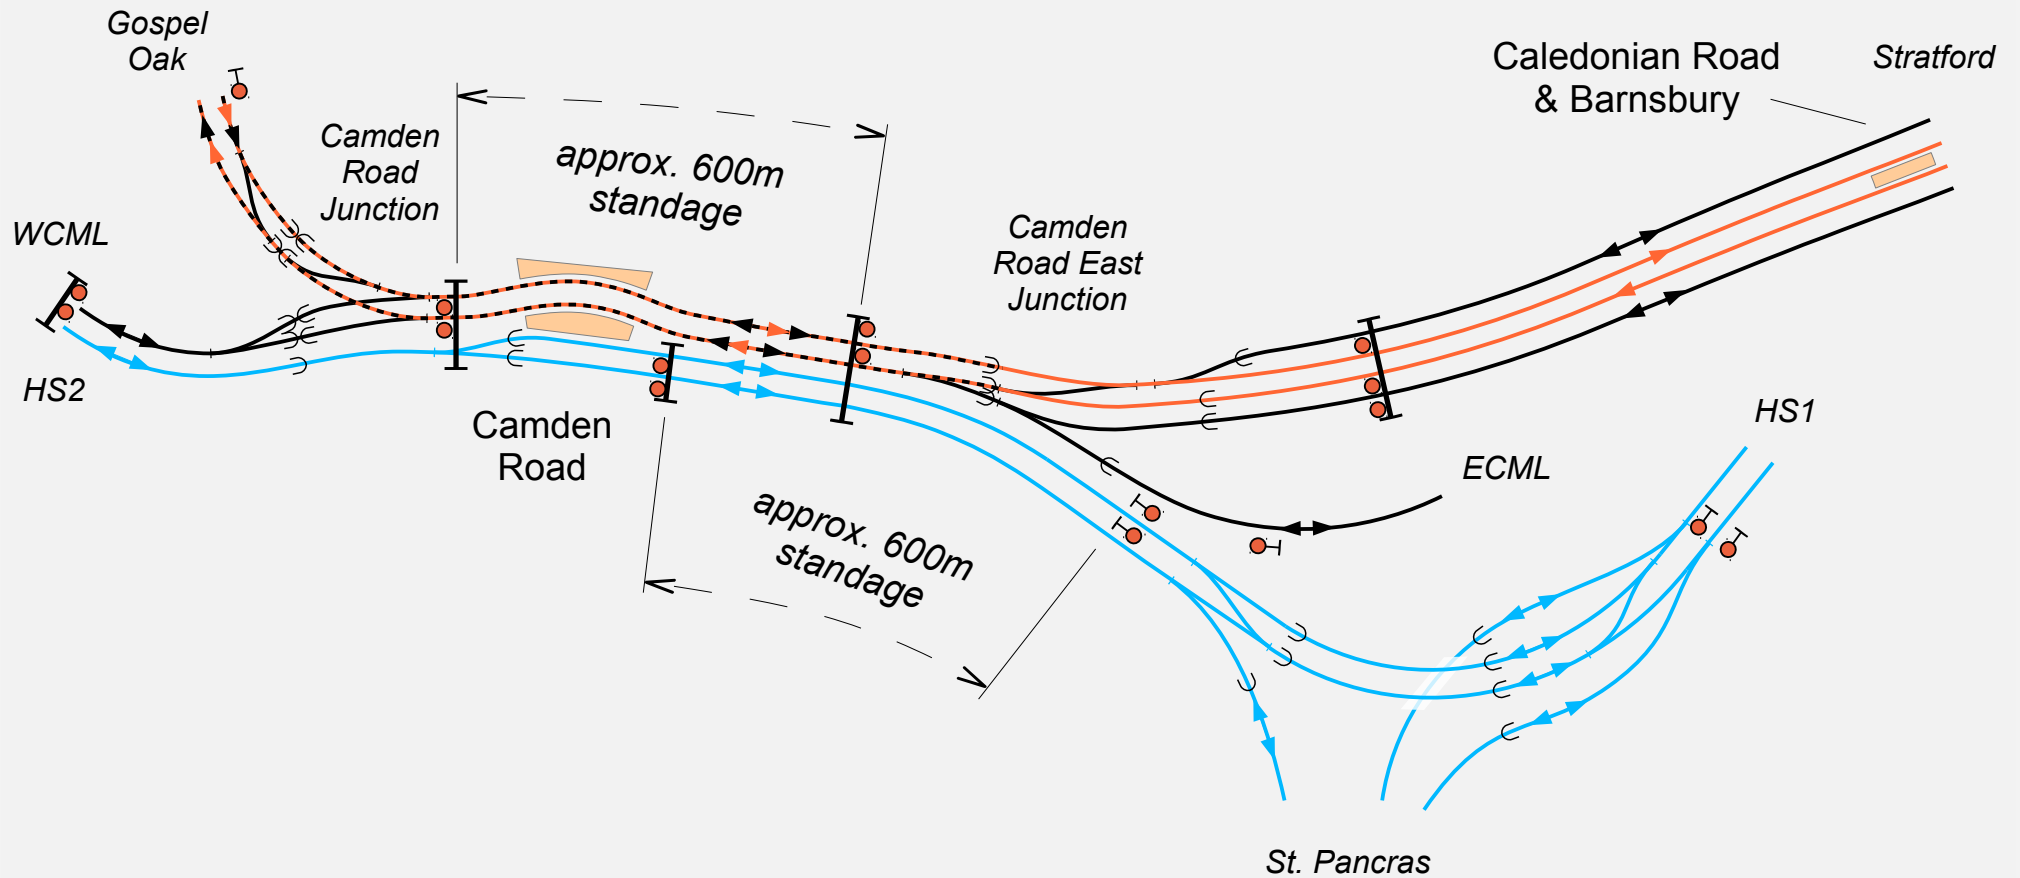 Gospel
Oak
Caledonian Road
& Barnsbury
Stratford
Camden
Road
Junction
approx. 600m
standage
WCML
Camden
Road East
Junction
HS2
Camden
Road
HS1
ECML
approx. 600m
standage
St. Pancras